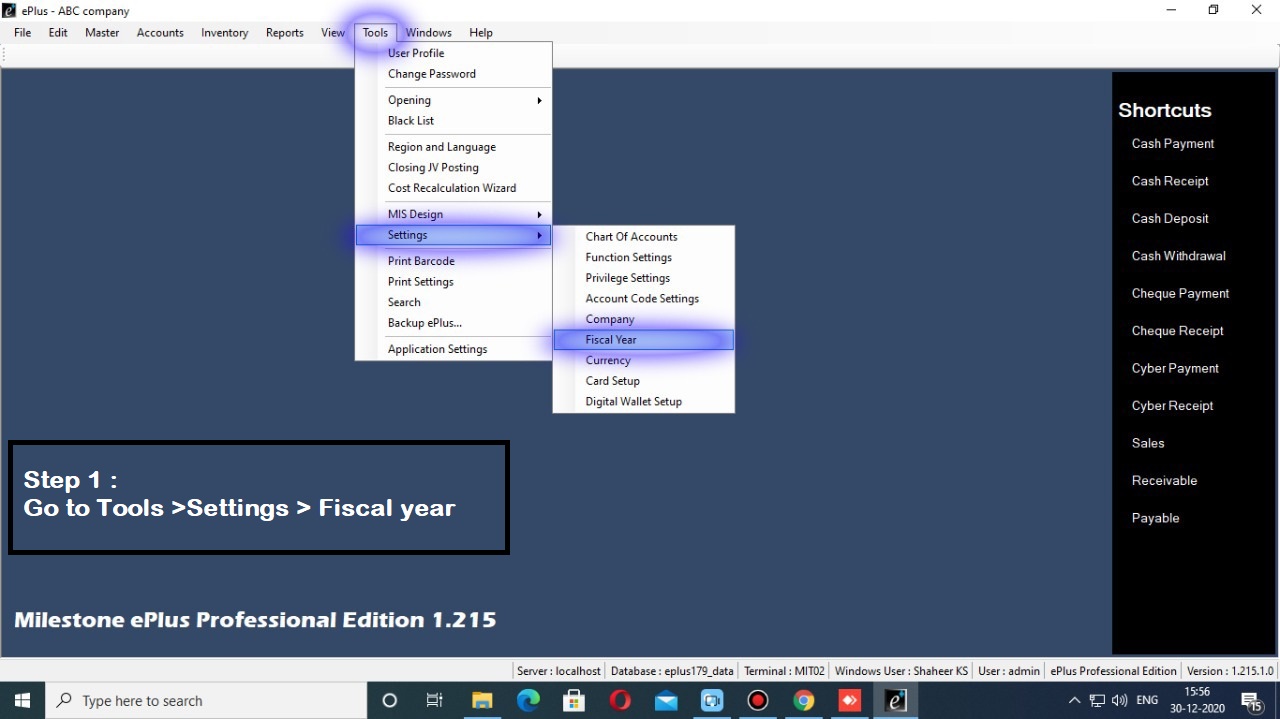 ePlus - ABC company
File Edit Master Accounts Inventory Reports View Tools Windows Help
User Profile
Change Password
Opening
Black List
Region and Language
Closing JV Posting
Cost Recalculation Wizard
MIS Design
Settings
Print Barcode
Print Settings
Search
Backup ePlus...
Application Settings
Chart Of Accounts
Function Settings
Privilege Settings
Account Code Settings
Company
Fiscal Year
Currency
Card Setup
Digital Wallet Setup
Shortcuts
Cash Payment
Cash Receipt
Cash Deposit
Cash Withdrawal
Cheque Payment
Cheque Receipt
Cyber Payment
Cyber Receipt
Sales
Receivable
Payable
Step 1 :
Go to Tools >Settings > Fiscal year
Milestone ePlus Professional Edition 1.215
Server : localhost Database : eplus179_data Terminal : MIT02 Windows User : Shaheer KS User : admin ePlus Professional Edition Version : 1.215.1.0
Type here to search
ENG
15:56
30-12-2020
15